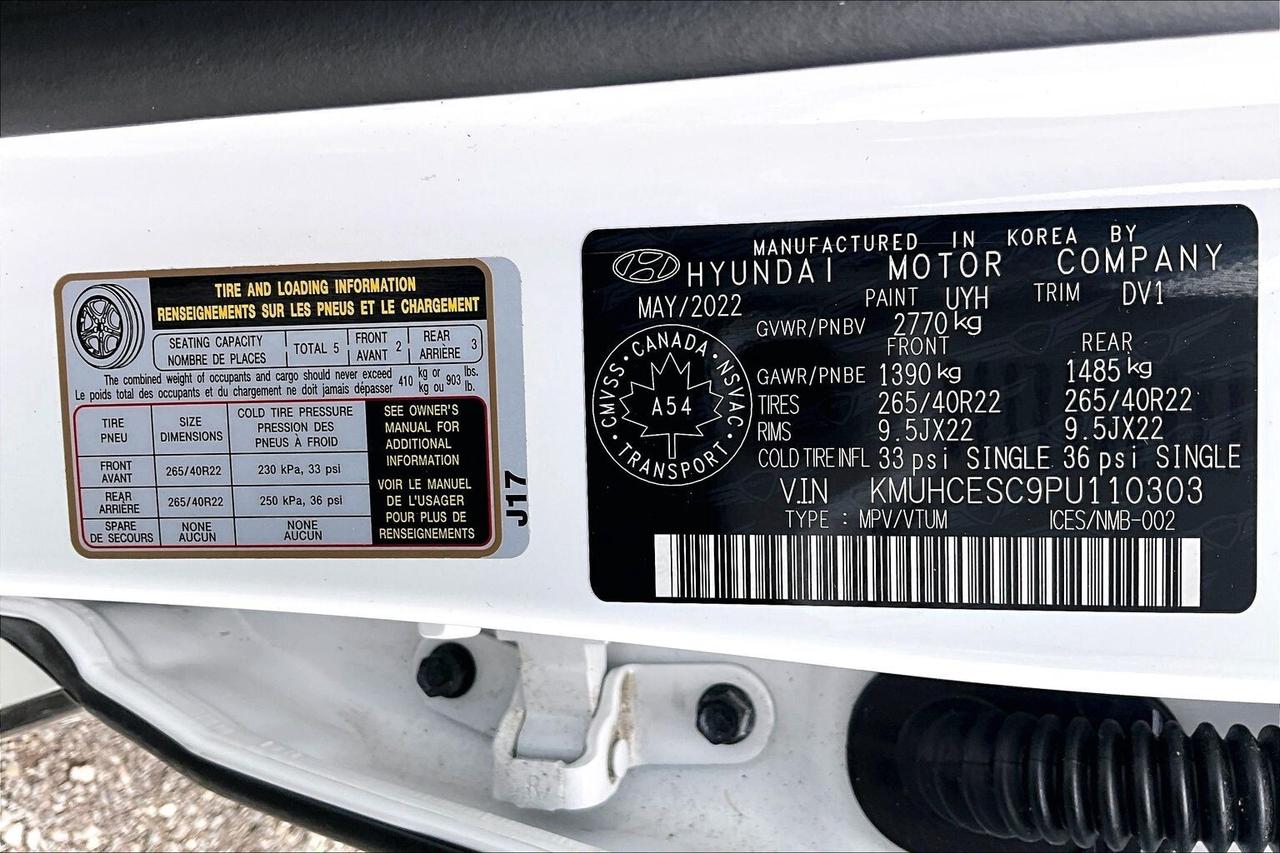 TIRE AND LOADING INFORMATION
RENSEIGNEMENTS SUR LES PNEUS ET LE CHARGEMENT
SEATING CAPACITY
NOMBRE DE PLACES
TOTAL 5
FRONT
AVANT 2
REAR
ARRIÈRE 3
The combined weight of occupants and cargo should never exceed 410 kg or 903 lbs.
Le poids total des occupants et du chargement ne doit jamais dépasser kg ou lb.
TIRE
PNEU
SIZE
DIMENSIONS
COLD TIRE PRESSURE
PRESSION DES
PNEUS À FROID
FRONT
AVANT
265/40R22
230 kPa, 33 psi
REAR
ARRIÈRE
265/40R22
250 kPa, 36 psi
SPARE
DE SECOURS
NONE
AUCUN
NONE
AUCUN
SEE OWNER'S
MANUAL FOR
ADDITIONAL
INFORMATION
VOIR LE MANUEL
DE L'USAGER
POUR PLUS DE
RENSEIGNEMENTS
J17
MANUFACTURED IN KOREA BY
HYUNDAI MOTOR COMPANY
MAY/2022 PAINT UYH TRIM DV1
GVWR/PNBV 2770 kg
FRONT REAR
GAWR/PNBE 1390 kg 1485 kg
TIRES 265/40R22 265/40R22
RIMS 9.5JX22 9.5JX22
COLD TIRE INFL 33 psi SINGLE 36 psi SINGLE
VIN KMUHCESC9PU110303
TYPE : MPV/VTUM ICES/NMB-002
CMVSS • CANADA • NSVAC • TRANSPORT •
A54
R